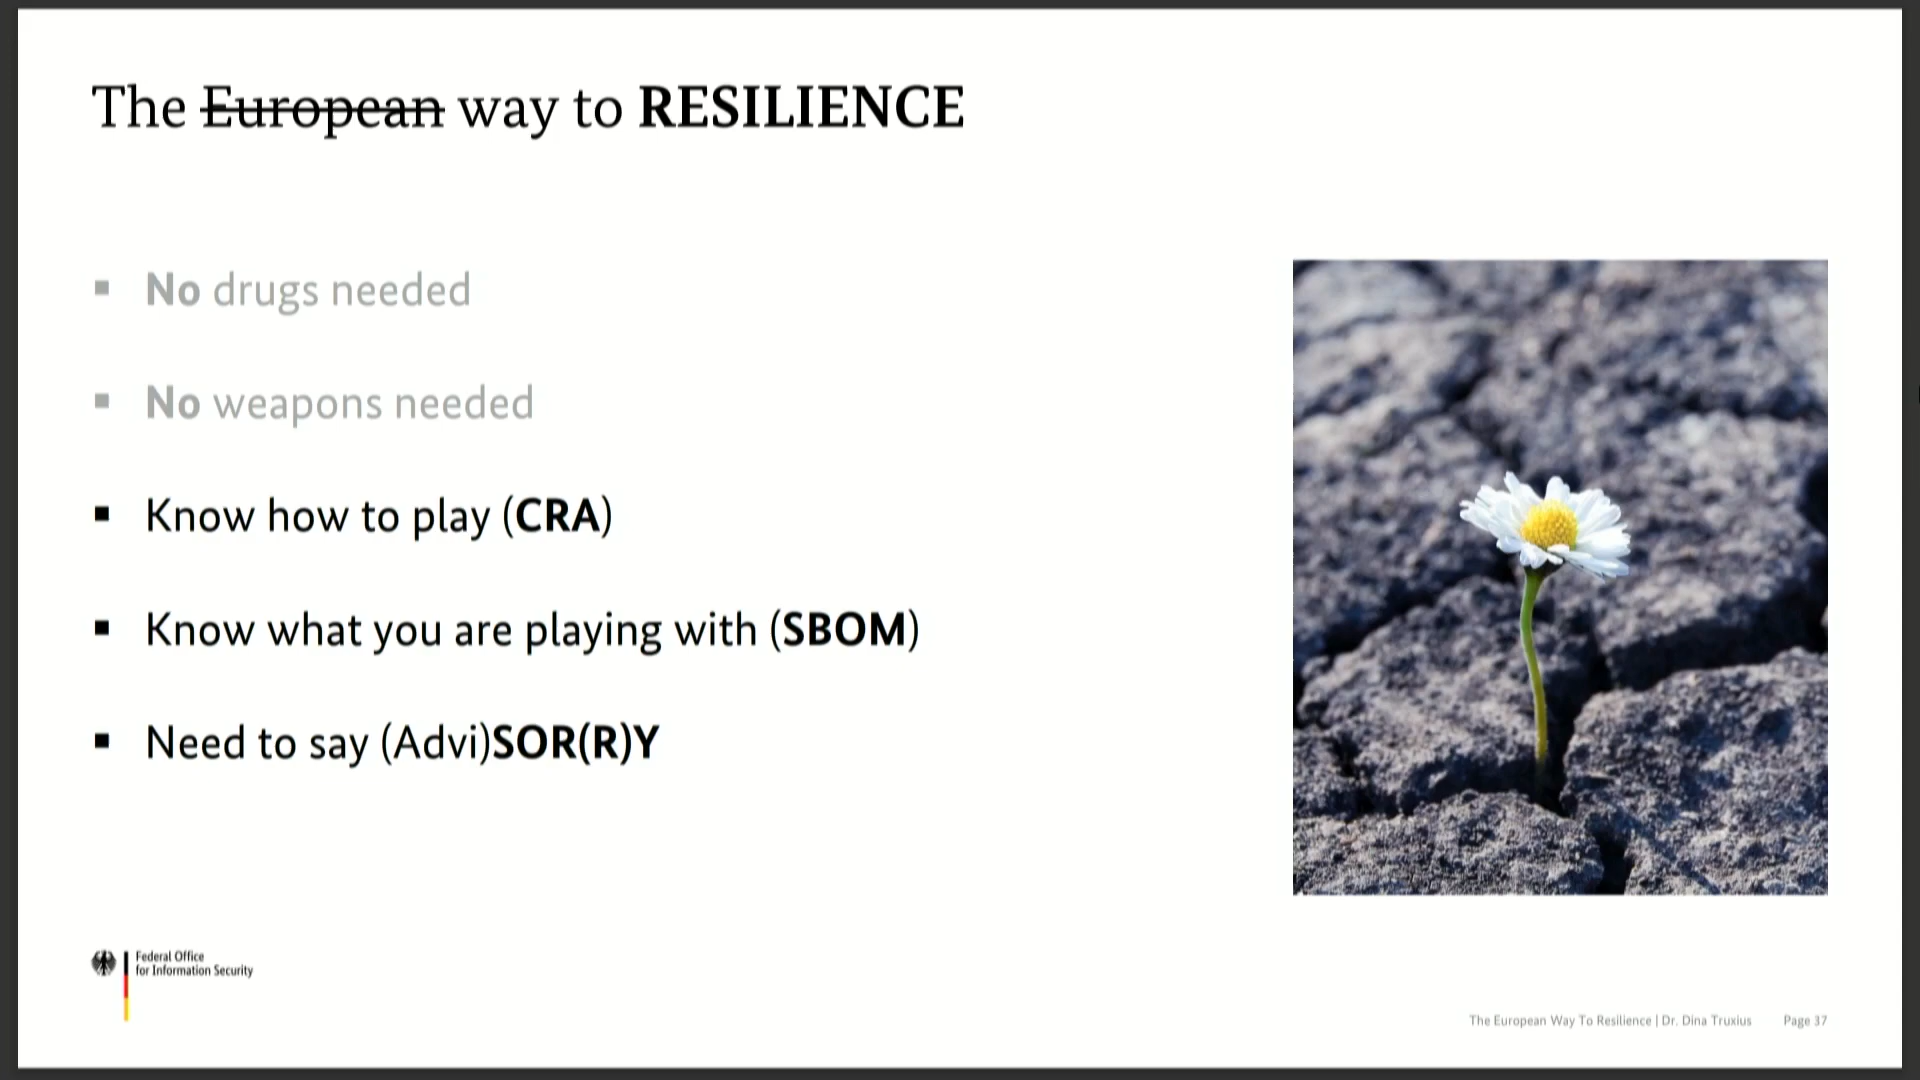 The European way to RESILIENCE
No drugs needed
No weapons needed
Know how to play (CRA)
Know what you are playing with (SBOM)
Need to say (Advi)SOR(R)Y
Federal Office
for Information Security
The European Way To Resilience | Dr. Dina Truxius Page 37